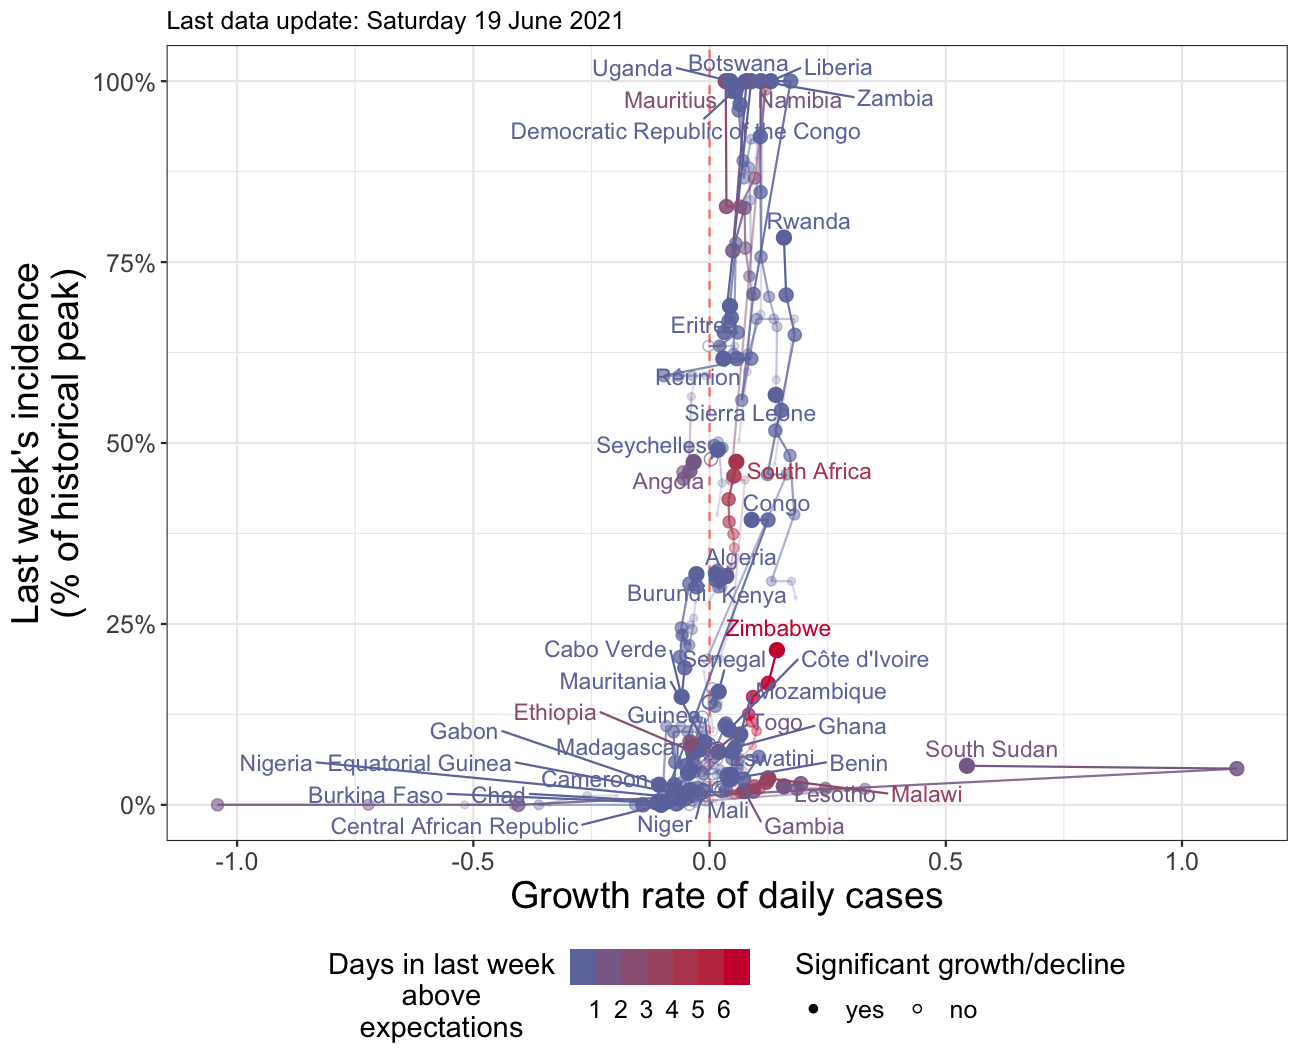 Last data update: Saturday 19 June 2021
Last week's incidence
(% of historical peak)
100%
75%
50%
25%
0%
Uganda
Botswana
Liberia
Mauritius
Namibia
Zambia
Democratic Republic of the Congo
Rwanda
Eritrea
Réunion
Sierra Leone
Seychelles
Angola
South Africa
Congo
Algeria
Burundi
Kenya
Zimbabwe
Cabo Verde
Senegal
Côte d'Ivoire
Mauritania
Mozambique
Ethiopia
Guinea
Togo
Gabon
Ghana
Madagascar
South Sudan
Nigeria
Equatorial Guinea
Eswatini
Benin
Cameroon
Burkina Faso
Chad
Lesotho
Malawi
Mali
Central African Republic
Niger
Gambia
-1.0
-0.5
0.0
0.5
1.0
Growth rate of daily cases
Days in last week
above
expectations
1 2 3 4 5 6
Significant growth/decline
yes
no